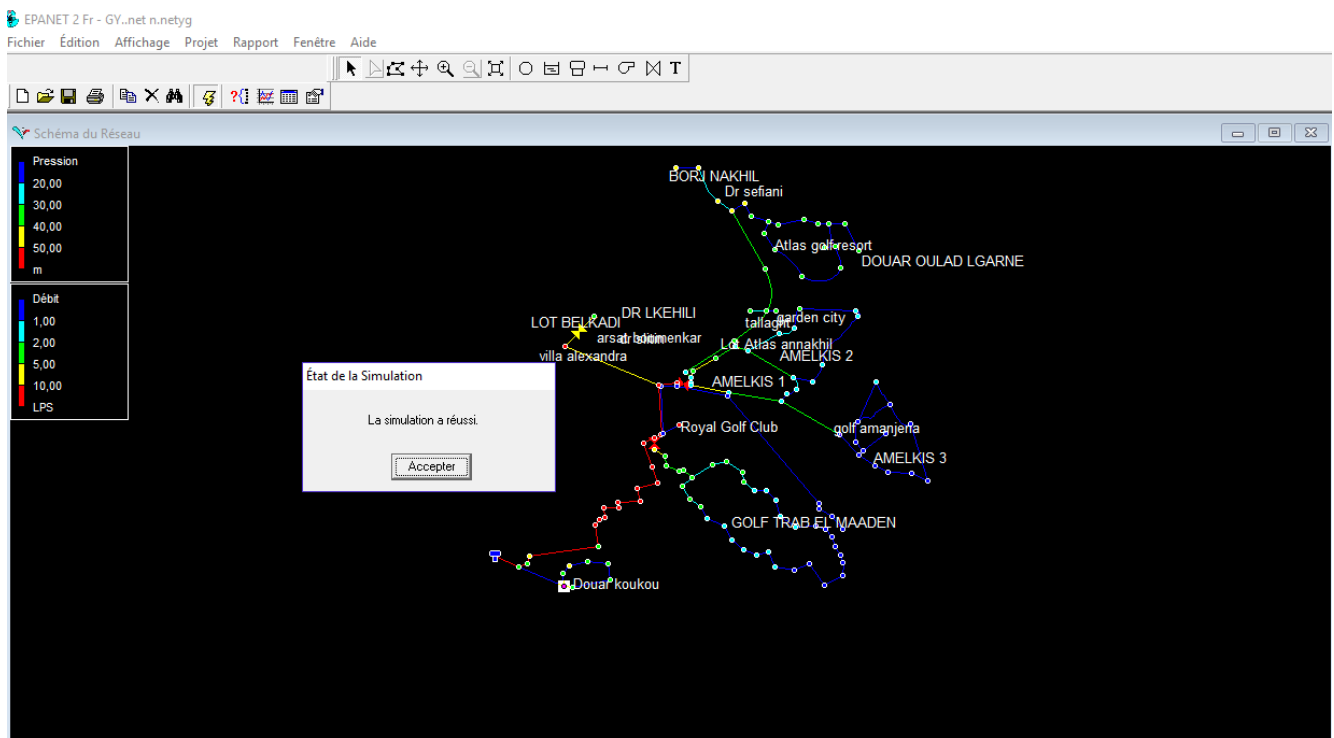 EPANET 2 Fr - GY..net n.netyg
Fichier Édition Affichage Projet Rapport Fenêtre Aide
T
Schéma du Réseau
Pression
20,00
30,00
40,00
50,00
m
Débit
1,00
2,00
5,00
10,00
LPS
BORJ NAKHIL
Dr sefiani
Atlas golf resort
DOUAR OULAD LGARNE
DR LKEHILI
LOT BELKADI
garden city
tallaght
villa alexandra
Lot Atlas annakhil
AMELKIS 2
AMELKIS 1
Royal Golf Club
golf amanjena
AMELKIS 3
GOLF TRAB EL MAADEN
Douar koukou
État de la Simulation
La simulation a réussi.
Accepter